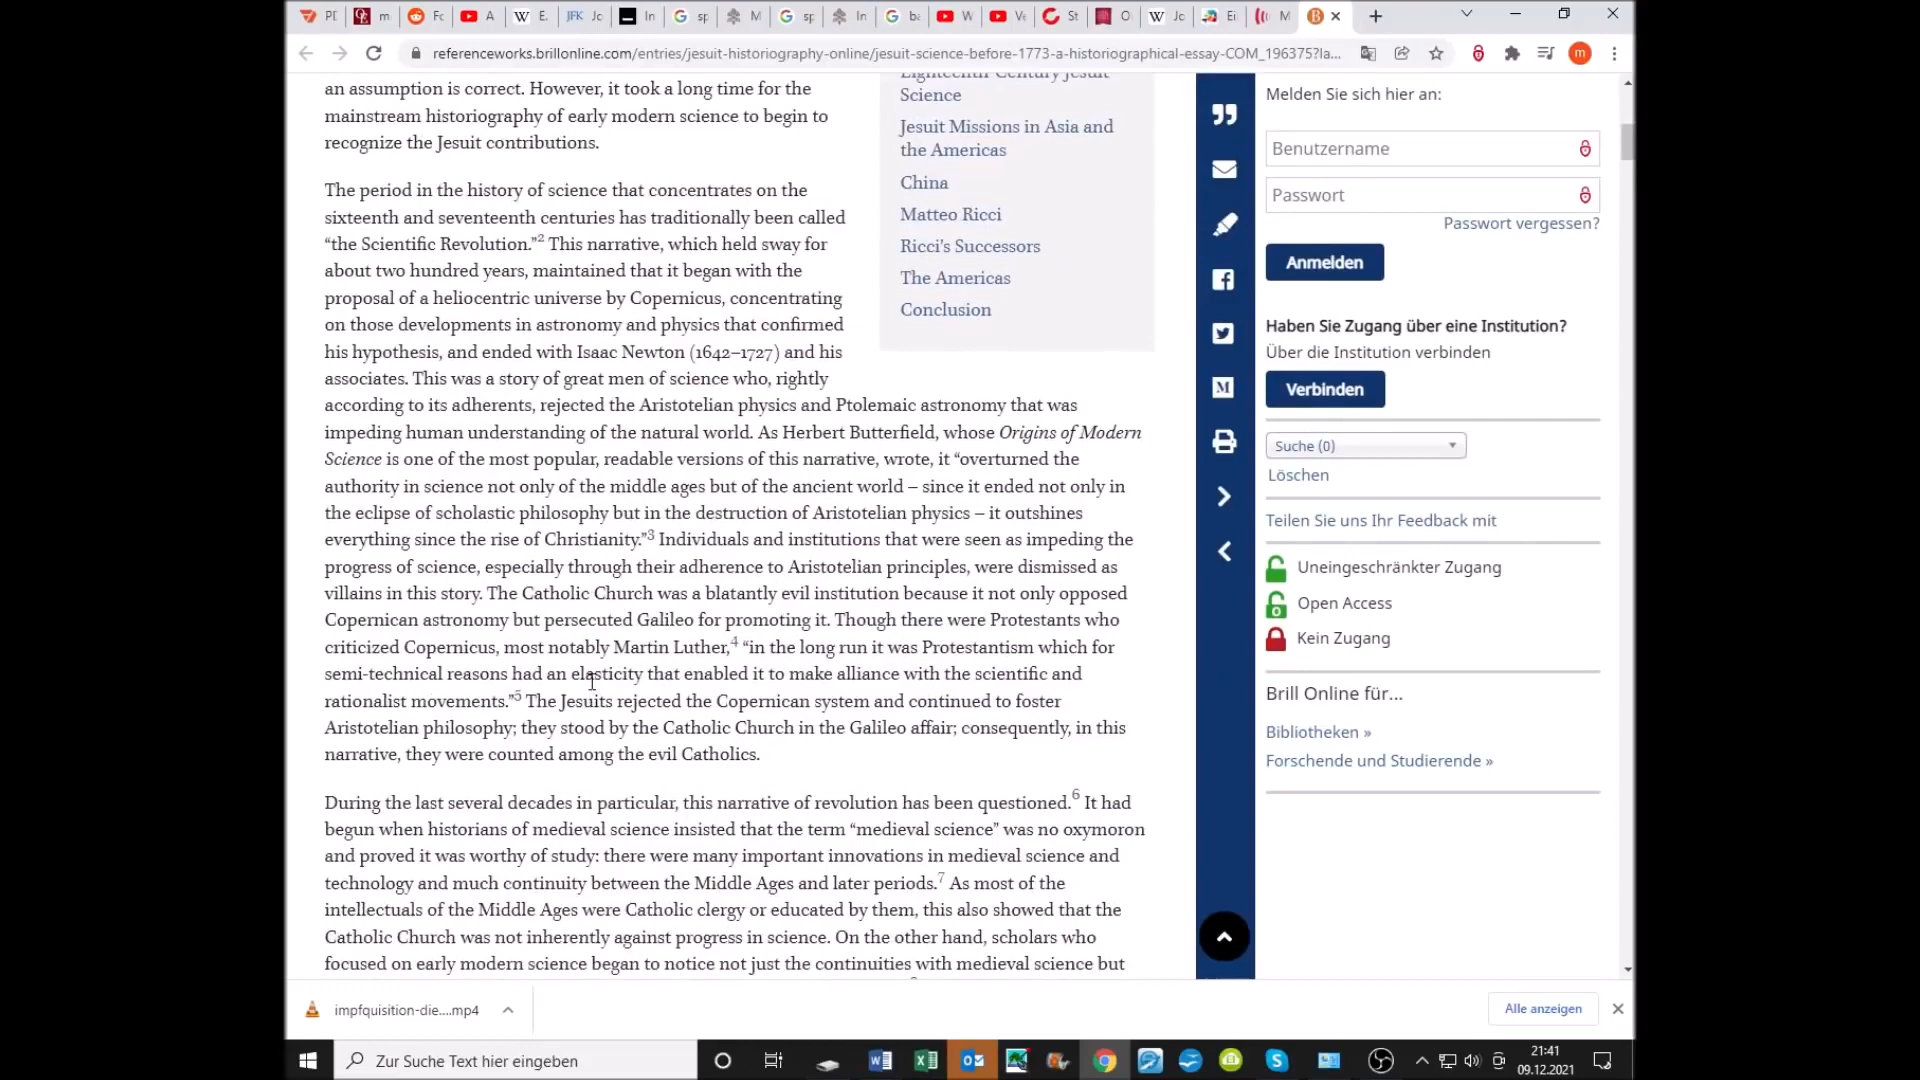 PI
m
Fc
A
E.
JFK Jc
In
sp
M
sp
In
ba
W
Ve
St
O
Jc
Ei
M
referenceworks.brillonline.com/entries/jesuit-historiography-online/jesuit-science-before-1773-a-historiographical-essay-COM_196375?la...
m
an assumption is correct. However, it took a long time for the
mainstream historiography of early modern science to begin to
recognize the Jesuit contributions.
The period in the history of science that concentrates on the
sixteenth and seventeenth centuries has traditionally been called
“the Scientific Revolution.”2 This narrative, which held sway for
about two hundred years, maintained that it began with the
proposal of a heliocentric universe by Copernicus, concentrating
on those developments in astronomy and physics that confirmed
his hypothesis, and ended with Isaac Newton (1642–1727) and his
associates. This was a story of great men of science who, rightly
according to its adherents, rejected the Aristotelian physics and Ptolemaic astronomy that was
impeding human understanding of the natural world. As Herbert Butterfield, whose Origins of Modern
Science is one of the most popular, readable versions of this narrative, wrote, it “overturned the
authority in science not only of the middle ages but of the ancient world – since it ended not only in
the eclipse of scholastic philosophy but in the destruction of Aristotelian physics – it outshines
everything since the rise of Christianity.”3 Individuals and institutions that were seen as impeding the
progress of science, especially through their adherence to Aristotelian principles, were dismissed as
villains in this story. The Catholic Church was a blatantly evil institution because it not only opposed
Copernican astronomy but persecuted Galileo for promoting it. Though there were Protestants who
criticized Copernicus, most notably Martin Luther,4 “in the long run it was Protestantism which for
semi-technical reasons had an elasticity that enabled it to make alliance with the scientific and
rationalist movements.”5 The Jesuits rejected the Copernican system and continued to foster
Aristotelian philosophy; they stood by the Catholic Church in the Galileo affair; consequently, in this
narrative, they were counted among the evil Catholics.
During the last several decades in particular, this narrative of revolution has been questioned.6 It had
begun when historians of medieval science insisted that the term “medieval science” was no oxymoron
and proved it was worthy of study: there were many important innovations in medieval science and
technology and much continuity between the Middle Ages and later periods.7 As most of the
intellectuals of the Middle Ages were Catholic clergy or educated by them, this also showed that the
Catholic Church was not inherently against progress in science. On the other hand, scholars who
focused on early modern science began to notice not just the continuities with medieval science but
Eighteenth-Century Jesuit
Science
Jesuit Missions in Asia and
the Americas
China
Matteo Ricci
Ricci’s Successors
The Americas
Conclusion
Melden Sie sich hier an:
Benutzername
Passwort
Passwort vergessen?
Anmelden
Haben Sie Zugang über eine Institution?
Über die Institution verbinden
Verbinden
Suche (0)
Löschen
Teilen Sie uns Ihr Feedback mit
Uneingeschränkter Zugang
Open Access
Kein Zugang
Brill Online für...
Bibliotheken »
Forschende und Studierende »
impfquisition-die....mp4
Alle anzeigen
Zur Suche Text hier eingeben
21:41
09.12.2021